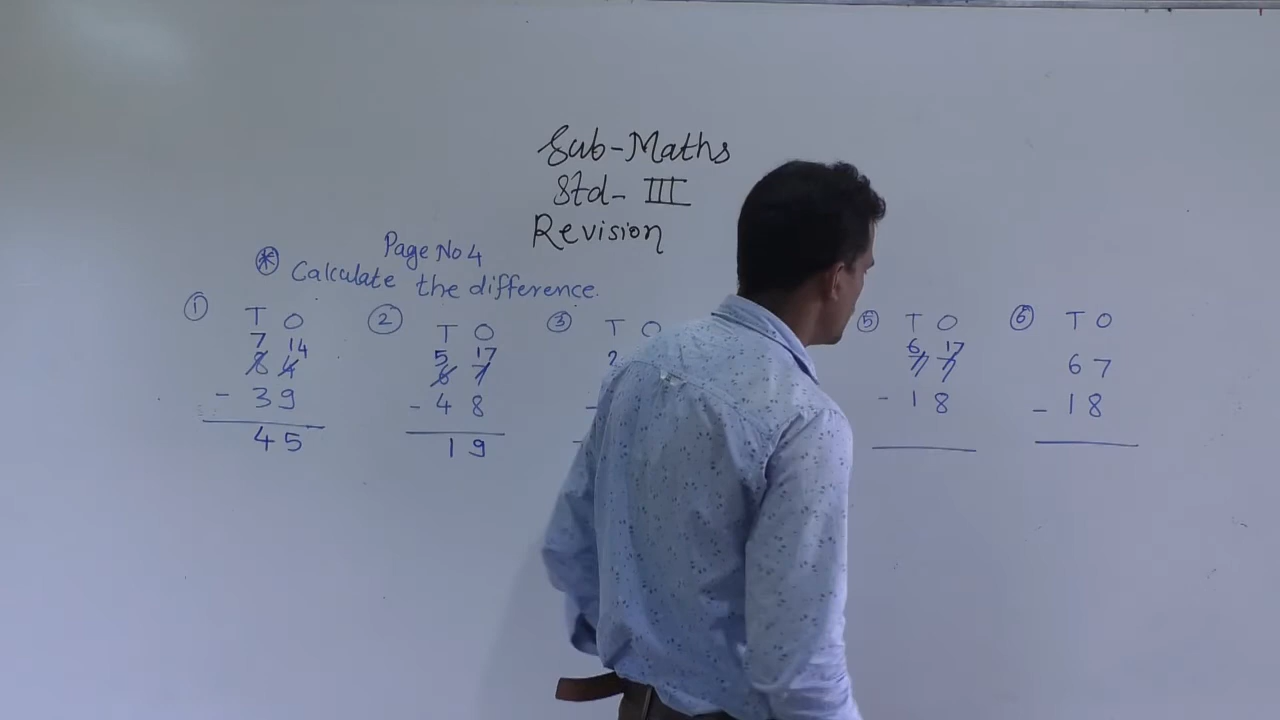 Sub-Maths
Std- III
Revision
Page No 4
* Calculate the difference.
① T O
7 14
8 4
- 3 9
4 5
② T O
5 17
6 7
- 4 8
1 9
③ T O
2
-
⑤ T O
6 17
7 7
- 1 8
⑥ T O
6 7
- 1 8